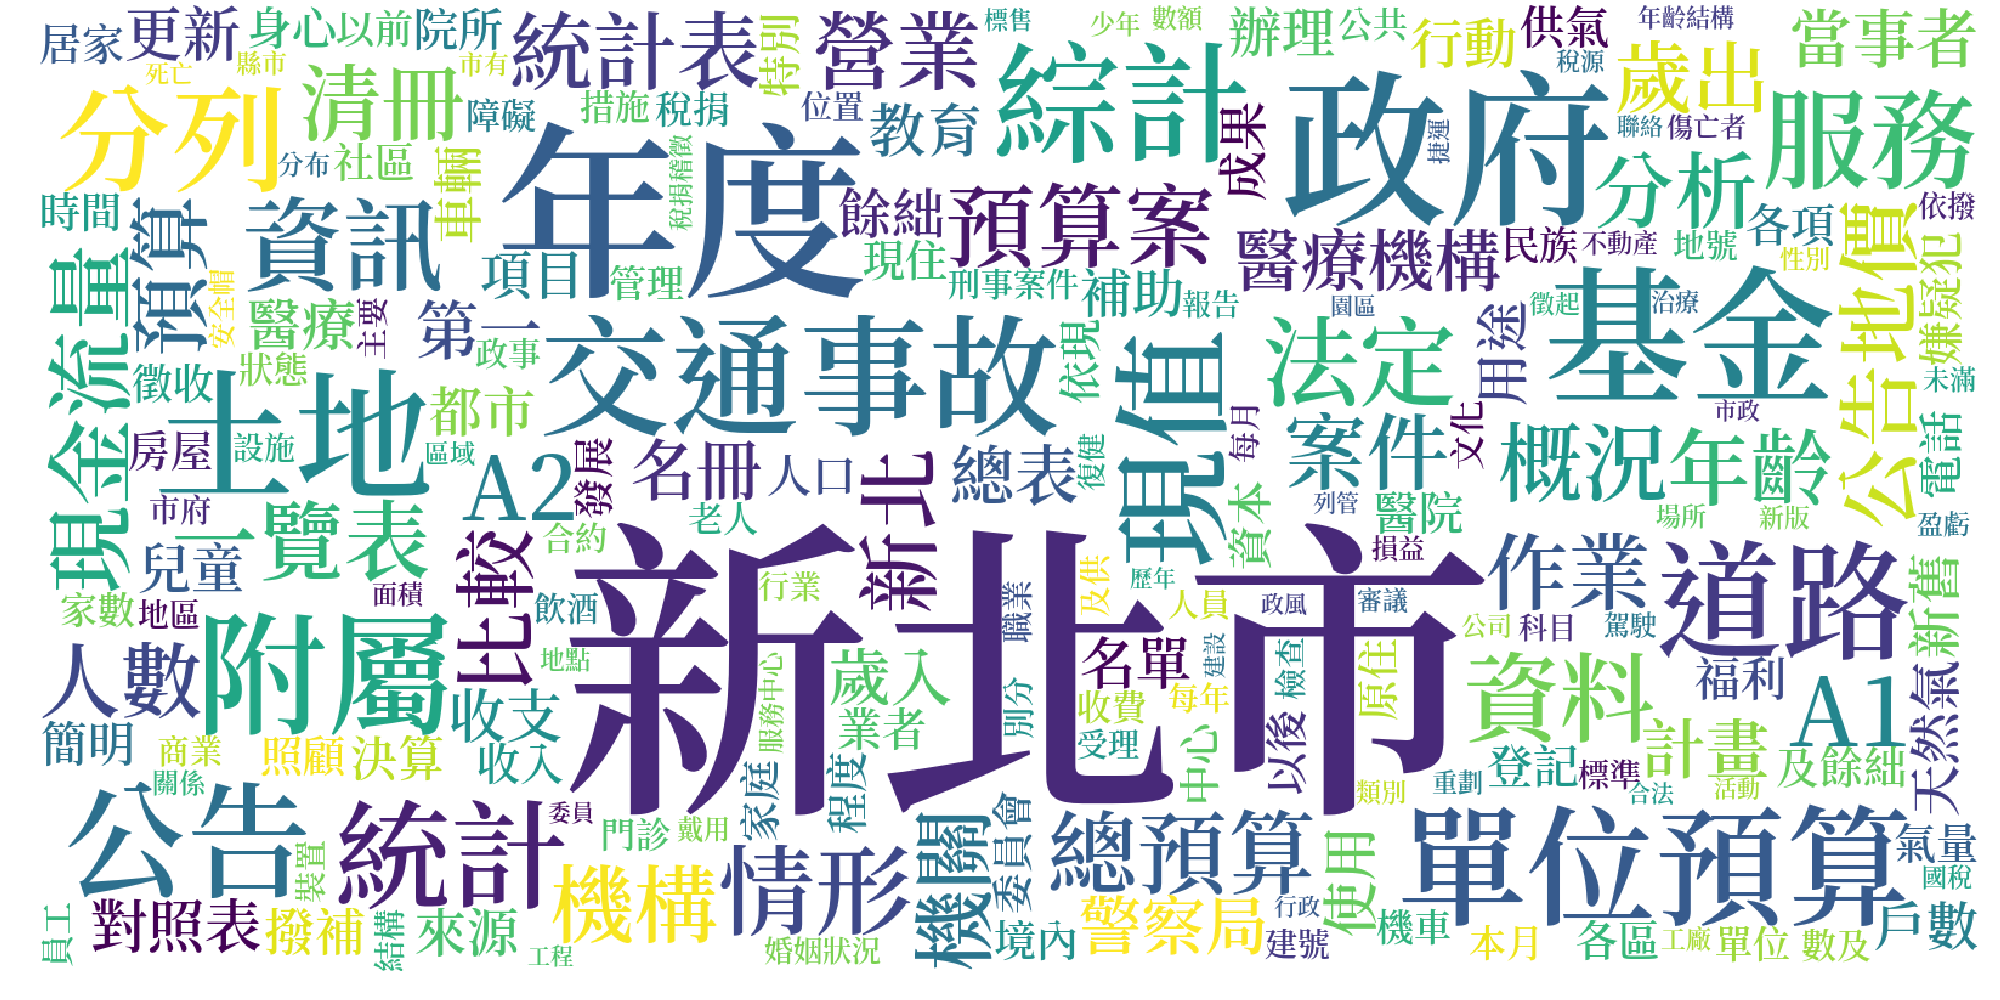 居家
更新
身心
以前
院所
縣市
死亡
市有
統計表
特別
標售
營業
少年
數額
綜計
辦理
公共
行動
供氣
年齡結構
稅源
歲出
當事者
分列
清冊
障礙
措施
稅捐
位置
教育
政府
捷運
聯絡
傷亡者
服務
分布
社區
車輛
稅捐稽徵
年度
成果
分析
時間
預算
資訊
餘絀
預算案
醫療機構
民族
不動產
地號
各項
依撥
公告地價
性別
嫌疑犯
現金流量
項目
管理
現住
刑事案件
補助
報告
安全帽
醫療
主要
第一
政事
狀態
徵收
交通事故
依現
現值
園區
徵起
治療
法定
用途
基金
未滿
土地
都市
房屋
設施
區域
A2
發展
名冊
人口
總表
新北
復健
每月
案件
文化
概況
年齡
市政
電話
列管
資本
醫院
場所
新版
盈虧
市府
一覽表
比較
合約
老人
新北市
兒童
家數
地區
面積
飲酒
行業
職業
及供
歷年
損益
人員
政風
審議
作業
道路
新舊
公司
科目
駕駛
人數
附屬
地點
服務中心
歲入
名單
建設
檢查
原住
資料
福利
A1
天然氣
簡明
商業
照顧
決算
收支
收入
業者
別分
收費
每年
受理
中心
以後
類別
重劃
登記
標準
合法
計畫
活動
及餘絀
關係
公告
統計
委員
門診
戴用
家庭
程度
情形
機關
委員會
總預算
使用
單位預算
氣量
國稅
裝置
機構
員工
對照表
撥補
結構
來源
工程
婚姻狀況
境內
警察局
行政
建號
機車
本月
各區
工廠
單位
數及
戶數